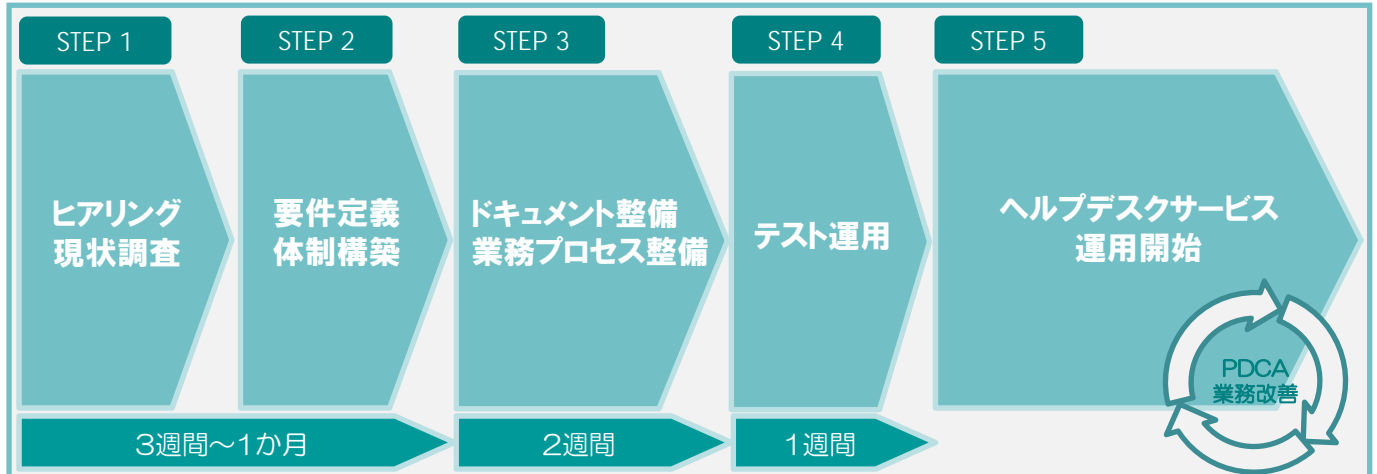 STEP 1
STEP 2
STEP 3
STEP 4
STEP 5
ヒアリング
現状調査
要件定義
体制構築
ドキュメント整備
業務プロセス整備
テスト運用
ヘルプデスクサービス
運用開始
PDCA
業務改善
3週間～1か月
2週間
1週間